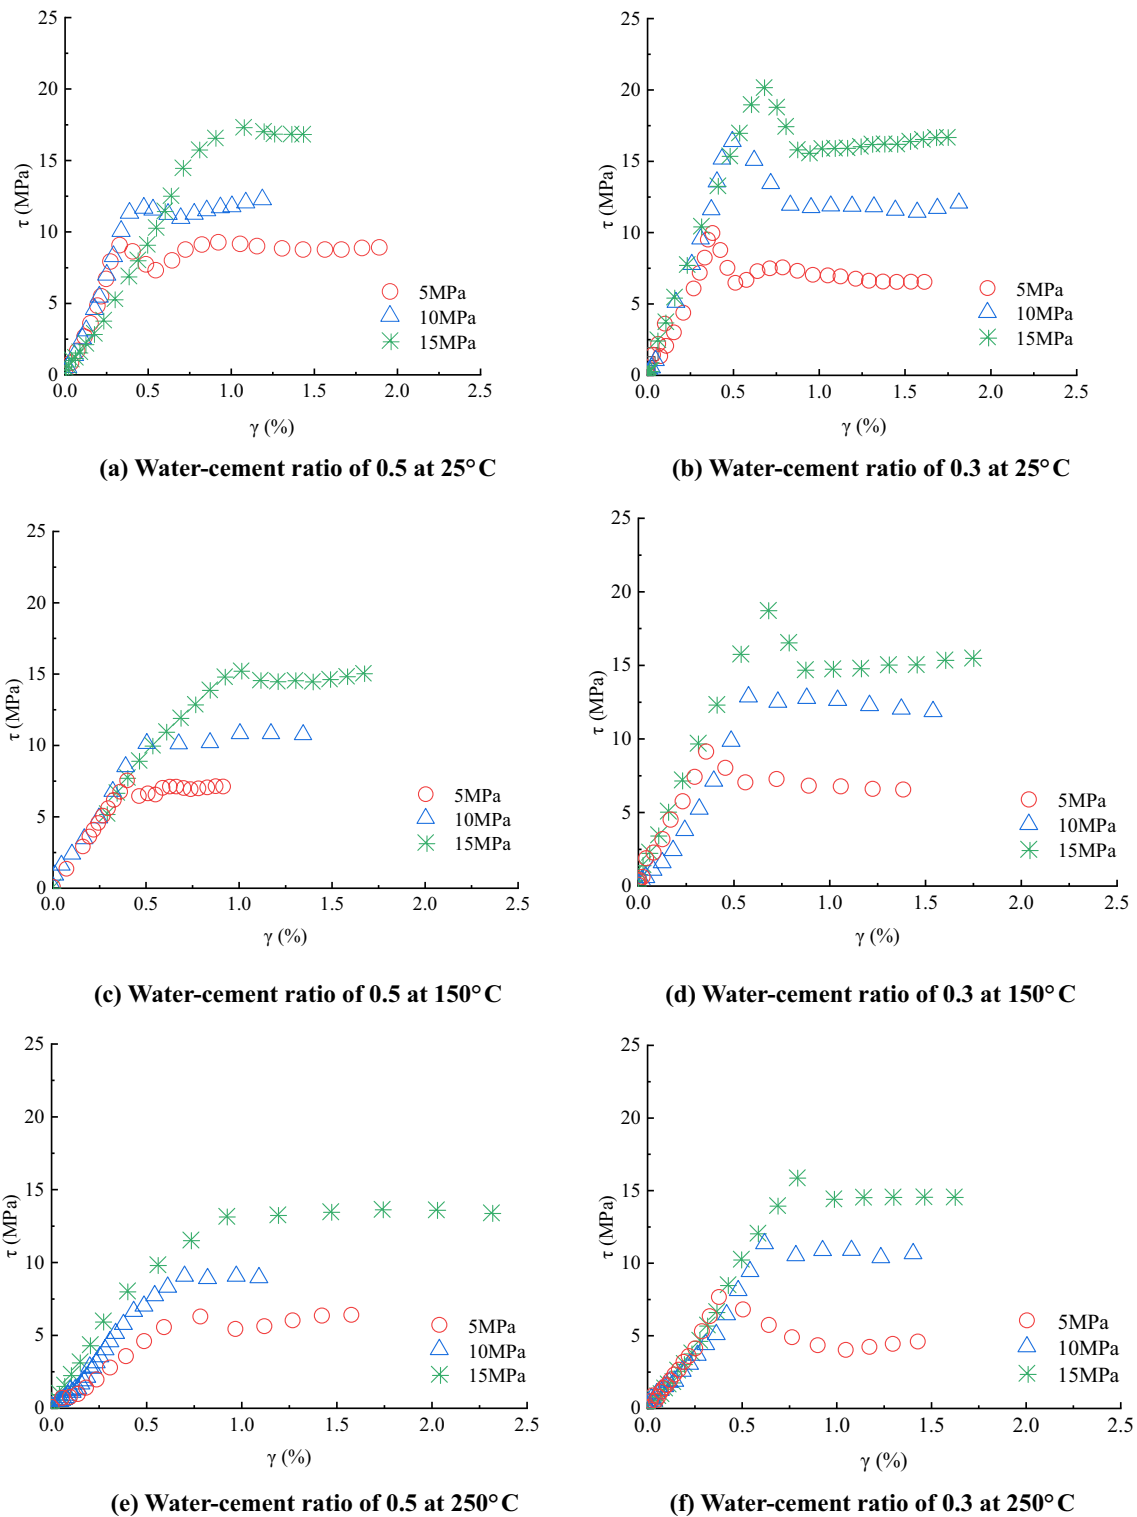 25
20
15
10
5
0
τ (MPa)
0.0 0.5 1.0 1.5 2.0 2.5
γ (%)
5MPa
10MPa
15MPa
(a) Water-cement ratio of 0.5 at 25°C
25
20
15
10
5
0
τ (MPa)
0.0 0.5 1.0 1.5 2.0 2.5
γ (%)
5MPa
10MPa
15MPa
(b) Water-cement ratio of 0.3 at 25°C
25
20
15
10
5
0
τ (MPa)
0.0 0.5 1.0 1.5 2.0 2.5
γ (%)
5MPa
10MPa
15MPa
(c) Water-cement ratio of 0.5 at 150°C
25
20
15
10
5
0
τ (MPa)
0.0 0.5 1.0 1.5 2.0 2.5
γ (%)
5MPa
10MPa
15MPa
(d) Water-cement ratio of 0.3 at 150°C
25
20
15
10
5
0
τ (MPa)
0.0 0.5 1.0 1.5 2.0 2.5
γ (%)
5MPa
10MPa
15MPa
(e) Water-cement ratio of 0.5 at 250°C
25
20
15
10
5
0
τ (MPa)
0.0 0.5 1.0 1.5 2.0 2.5
γ (%)
5MPa
10MPa
15MPa
(f) Water-cement ratio of 0.3 at 250°C